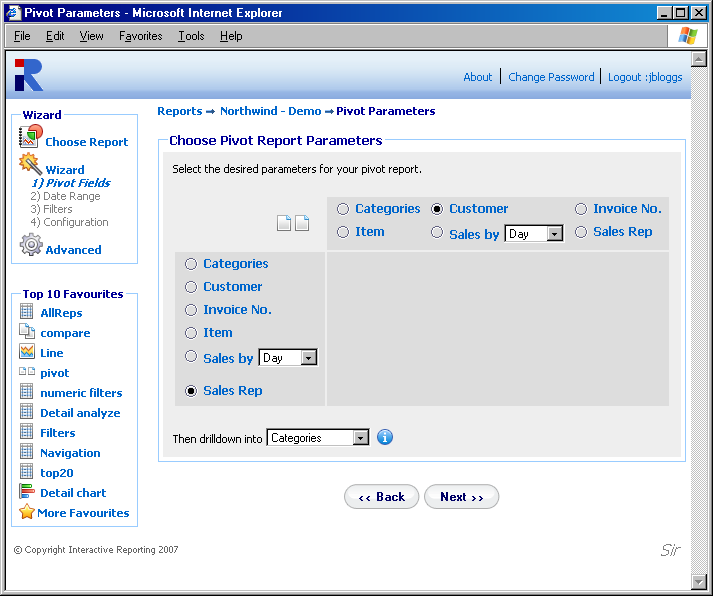 Pivot Parameters - Microsoft Internet Explorer
File Edit View Favorites Tools Help
R
About | Change Password | Logout :jbloggs
Reports ➞ Northwind - Demo ➞ Pivot Parameters
Wizard
Choose Report
Wizard
1) Pivot Fields
2) Date Range
3) Filters
4) Configuration
Advanced
Top 10 Favourites
AllReps
compare
Line
pivot
numeric filters
Detail analyze
Filters
Navigation
top20
Detail chart
More Favourites
Choose Pivot Report Parameters
Select the desired parameters for your pivot report.
Categories Customer Invoice No.
Item Sales by Day Sales Rep
Categories
Customer
Invoice No.
Item
Sales by Day
Sales Rep
Then drilldown into Categories i
<< Back Next >>
© Copyright Interactive Reporting 2007
Sir